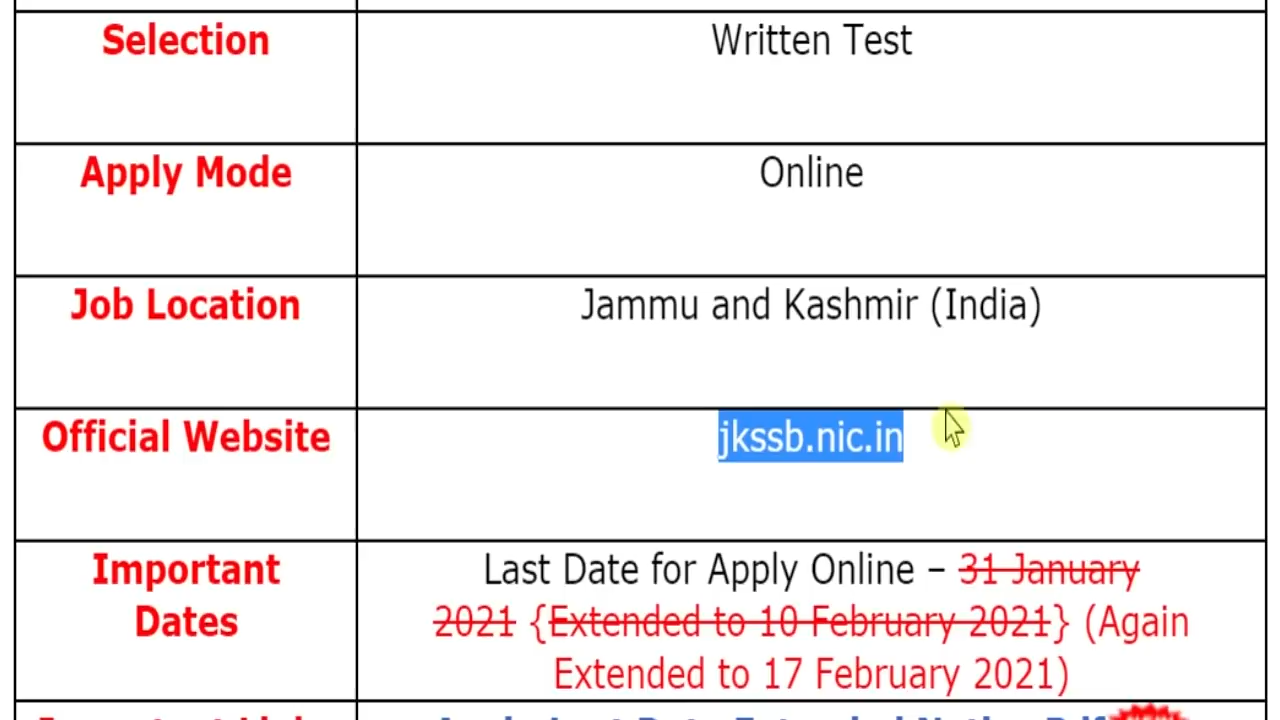 Selection
Written Test
Apply Mode
Online
Job Location
Jammu and Kashmir (India)
Official Website
jkssb.nic.in
Important
Dates
Last Date for Apply Online – 31 January
2021 {Extended to 10 February 2021} (Again
Extended to 17 February 2021)